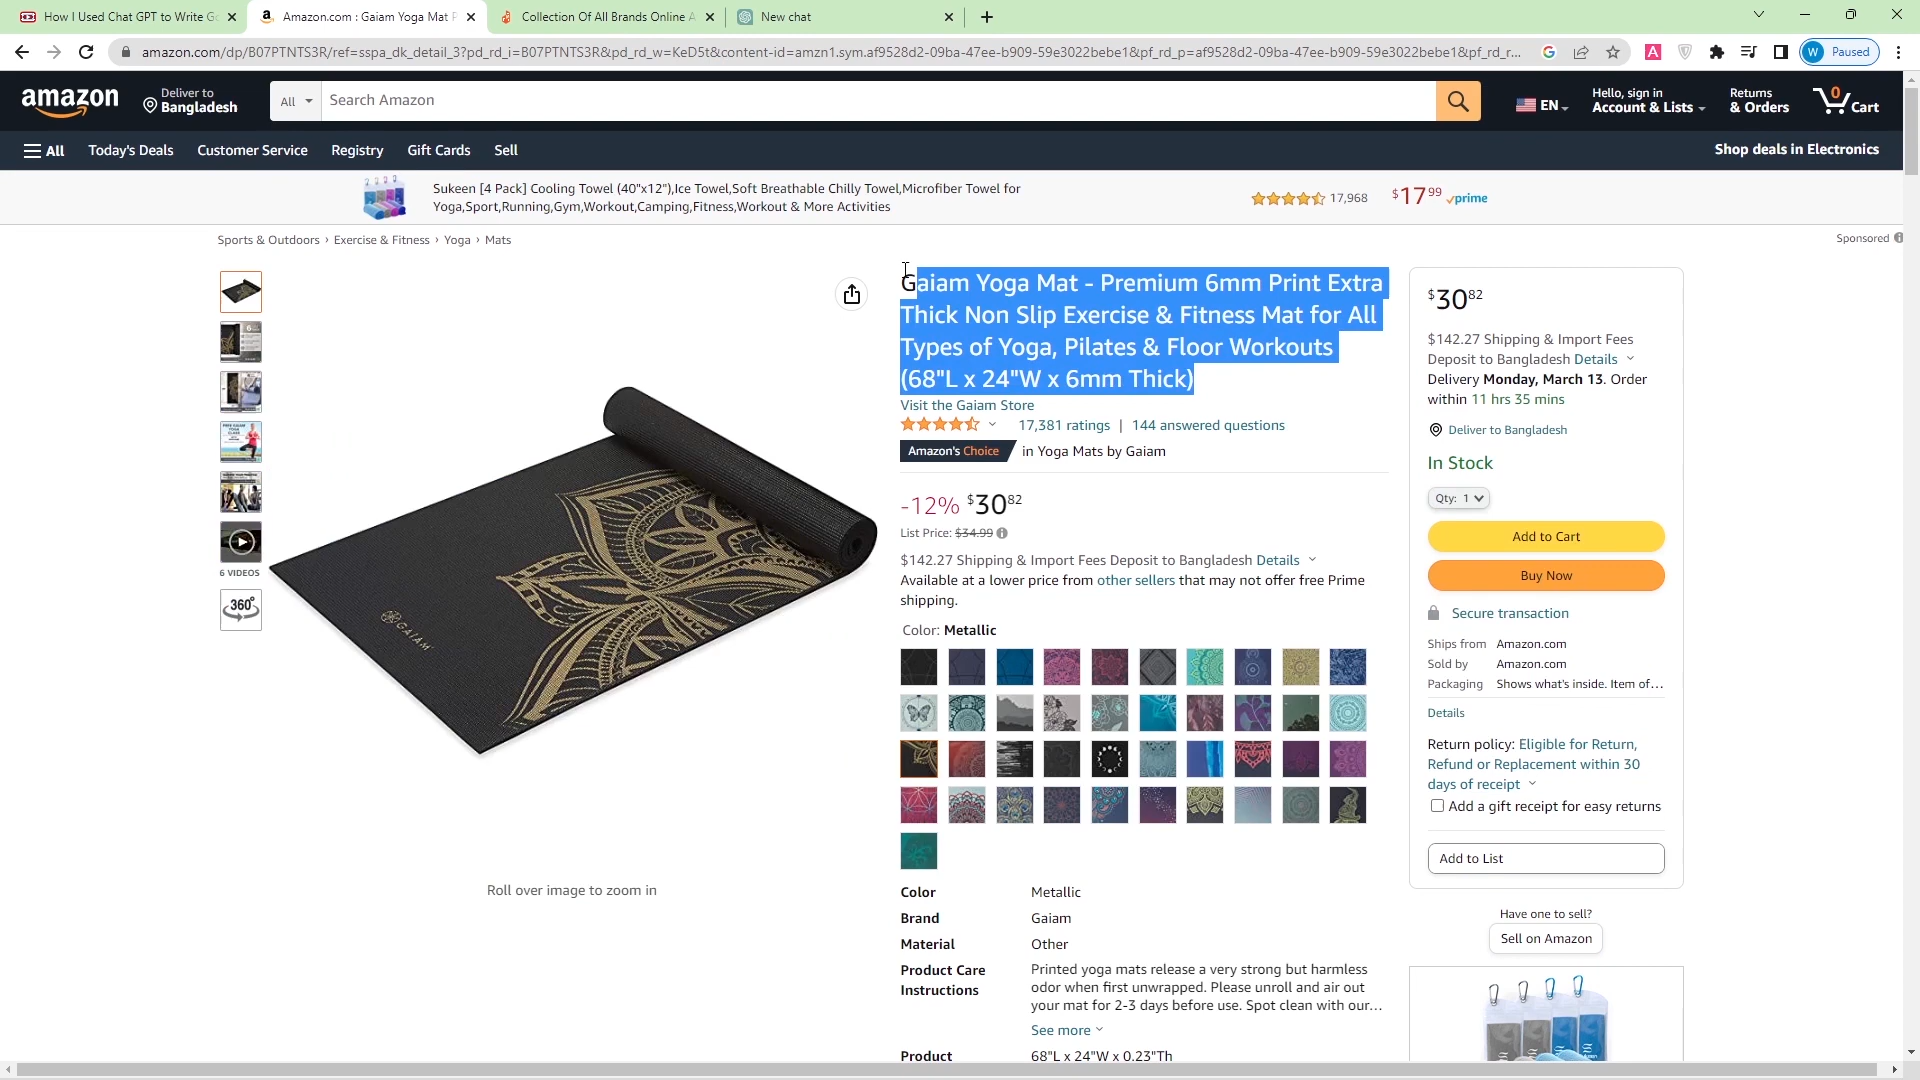 How I Used Chat GPT to Write Go
Amazon.com : Gaiam Yoga Mat P
Collection Of All Brands Online A
New chat
amazon.com/dp/B07PTNTS3R/ref=sspa_dk_detail_3?pd_rd_i=B07PTNTS3R&pd_rd_w=KeD5t&content-id=amzn1.sym.af9528d2-09ba-47ee-b909-59e3022bebe1&pf_rd_p=af9528d2-09ba-47ee-b909-59e3022bebe1&pf_rd_r...
W Paused
amazon
Deliver to
Bangladesh
All
Search Amazon
EN
Hello, sign in
Account & Lists
Returns
& Orders
0
Cart
All
Today's Deals
Customer Service
Registry
Gift Cards
Sell
Shop deals in Electronics
Sukeen [4 Pack] Cooling Towel (40"x12"),Ice Towel,Soft Breathable Chilly Towel,Microfiber Towel for
Yoga,Sport,Running,Gym,Workout,Camping,Fitness,Workout & More Activities
17,968
$17 99 prime
Sports & Outdoors › Exercise & Fitness › Yoga › Mats
Sponsored
Gaiam Yoga Mat - Premium 6mm Print Extra
Thick Non Slip Exercise & Fitness Mat for All
Types of Yoga, Pilates & Floor Workouts
(68"L x 24"W x 6mm Thick)
Visit the Gaiam Store
17,381 ratings | 144 answered questions
Amazon's Choice in Yoga Mats by Gaiam
-12% $30 82
List Price: $34.99
$142.27 Shipping & Import Fees Deposit to Bangladesh Details
Available at a lower price from other sellers that may not offer free Prime
shipping.
Color: Metallic
6 VIDEOS
360°
GAIAM
Roll over image to zoom in
Color Metallic
Brand Gaiam
Material Other
Product Care
Instructions
Printed yoga mats release a very strong but harmless
odor when first unwrapped. Please unroll and air out
your mat for 2-3 days before use. Spot clean with our...
See more
Product 68"L x 24"W x 0.23"Th
$30 82
$142.27 Shipping & Import
Fees
Deposit to Bangladesh Details
Delivery Monday, March 13. Order
within 11 hrs 35 mins
Deliver to Bangladesh
In Stock
Qty: 1
Add to Cart
Buy Now
Secure transaction
Ships from Amazon.com
Sold by Amazon.com
Packaging Shows what's inside. Item of...
Details
Return policy: Eligible for Return,
Refund or Replacement within 30
days of receipt
Add a gift receipt for easy returns
Add to List
Have one to sell?
Sell on Amazon